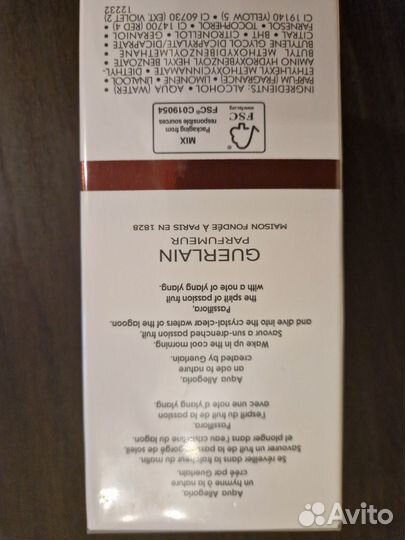 Aqua Allegoria,
un hymne à la nature
créé par Guerlain.
Se réveiller dans la fraîcheur du matin.
Savourer un fruit de la passion gorgé de soleil
et plonger dans l'eau cristalline du lagon.
Passiflora,
l'esprit du fruit de la passion
avec une note d'ylang ylang.
Aqua Allegoria,
an ode to nature
created by Guerlain.
Wake up in the cool morning.
Savour a sun-drenched passion fruit,
and dive into the crystal-clear waters of the lagoon.
Passiflora,
the spirit of passion fruit
with a note of ylang ylang.
GUERLAIN
PARFUMEUR
MAISON FONDÉE À PARIS EN 1828
FSC
www.fsc.org
MIX
Packaging from
responsible sources
FSC® C019054
INGREDIENTS: ALCOHOL • AQUA (WATER) •
PARFUM (FRAGRANCE) • LIMONENE • LINALOOL
• ETHYLHEXYL METHOXYCINNAMATE • DIETHYL-
AMINO HYDROXYBENZOYL HEXYL BENZOATE •
BUTYL METHOXYDIBENZOYLMETHANE •
BUTYLENE GLYCOL DICAPRYLATE/DICAPRATE
• CITRAL • BHT • CITRONELLOL • GERANIOL •
FARNESOL • TOCOPHEROL • CI 14700 (RED 4)
CI 19140 (YELLOW 5) • CI 60730 (EXT. VIOLET 2)
12232
Avito